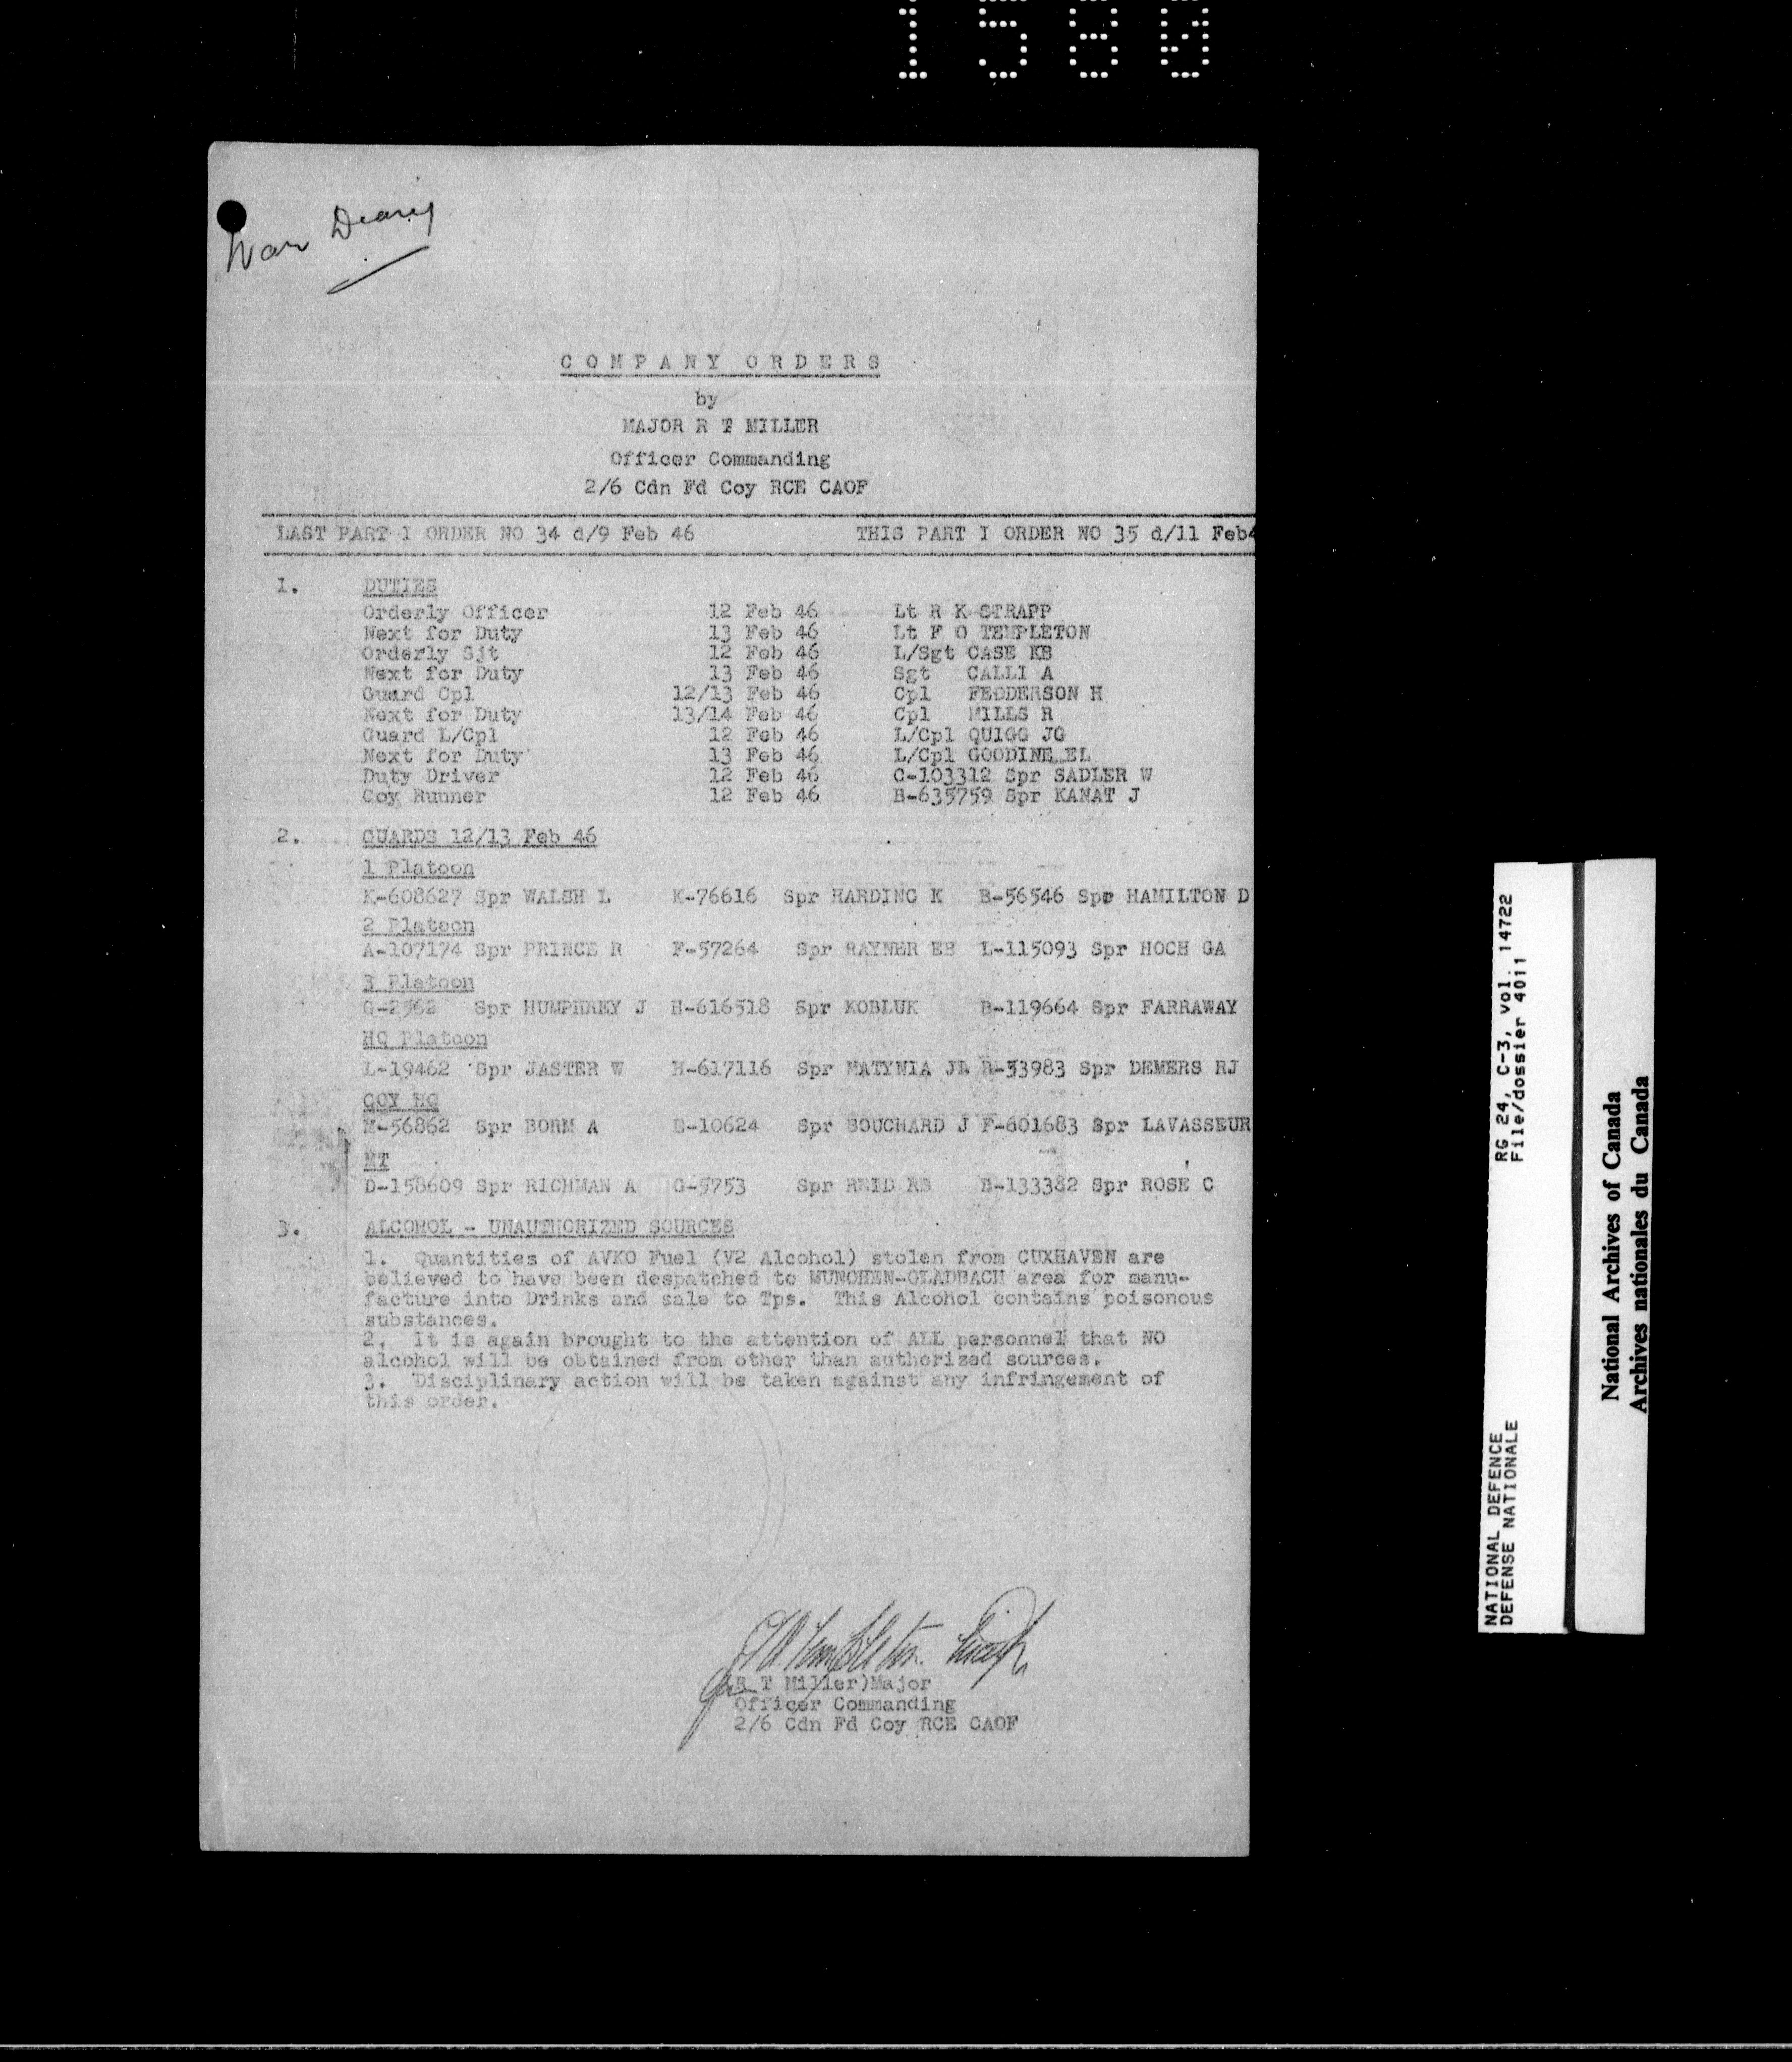 1580
War Diary
COMPANY ORDERS
by
MAJOR R T MILLER
Officer Commanding
2/6 Cdn Fd Coy RCE CAOF
LAST PART I ORDER NO 34 d/9 Feb 46 THIS PART I ORDER NO 35 d/11 Feb4
1. DUTIES
Orderly Officer 12 Feb 46 Lt R K STRAPP
Next for Duty 13 Feb 46 Lt F O TEMPLETON
Orderly Sjt 12 Feb 46 L/Sgt CASE KB
Next for Duty 13 Feb 46 Sgt CALLI A
Guard Cpl 12/13 Feb 46 Cpl FEDDERSON H
Next for Duty 13/14 Feb 46 Cpl MILLS R
Guard L/Cpl 12 Feb 46 L/Cpl QUIGG JG
Next for Duty 13 Feb 46 L/Cpl GOODINE EL
Duty Driver 12 Feb 46 C-103312 Spr SADLER W
Coy Runner 12 Feb 46 B-635759 Spr KANAT J
2. GUARDS 12/13 Feb 46
1 Platoon
K-608627 Spr WALSH L K-76616 Spr HARDING K B-56546 Spr HAMILTON D
2 Platoon
A-107174 Spr PRINCE R F-57264 Spr RAYNER EB L-115093 Spr HOCH GA
3 Platoon
G-2562 Spr HUMPHREY J H-616518 Spr KOBLUK B-119664 Spr FARRAWAY
HQ Platoon
L-19462 Spr JASTER W H-617116 Spr MATYNIA JR B-53983 Spr DEMERS RJ
COY HQ
M-56862 Spr BORM A D-10624 Spr BOUCHARD J F-601683 Spr LAVASSEUR
MT
D-158609 Spr RICHMAN A G-5753 Spr REID RB B-133382 Spr ROSE C
3. ALCOHOL - UNAUTHORIZED SOURCES
1. Quantities of AVKO Fuel (V2 Alcohol) stolen from CUXHAVEN are
believed to have been despatched to MUNCHEN-GLADBACH area for manu-
facture into Drinks and sale to Tps. This Alcohol contains poisonous
substances.
2. It is again brought to the attention of ALL personnel that NO
alcohol will be obtained from other than authorized sources.
3. Disciplinary action will be taken against any infringement of
this order.
(R T Miller)Major
Officer Commanding
2/6 Cdn Fd Coy RCE CAOF
RG 24, C-3, vol. 14722
File/dossier 4011
NATIONAL DEFENCE
DEFENSE NATIONALE
National Archives of Canada
Archives nationales du Canada